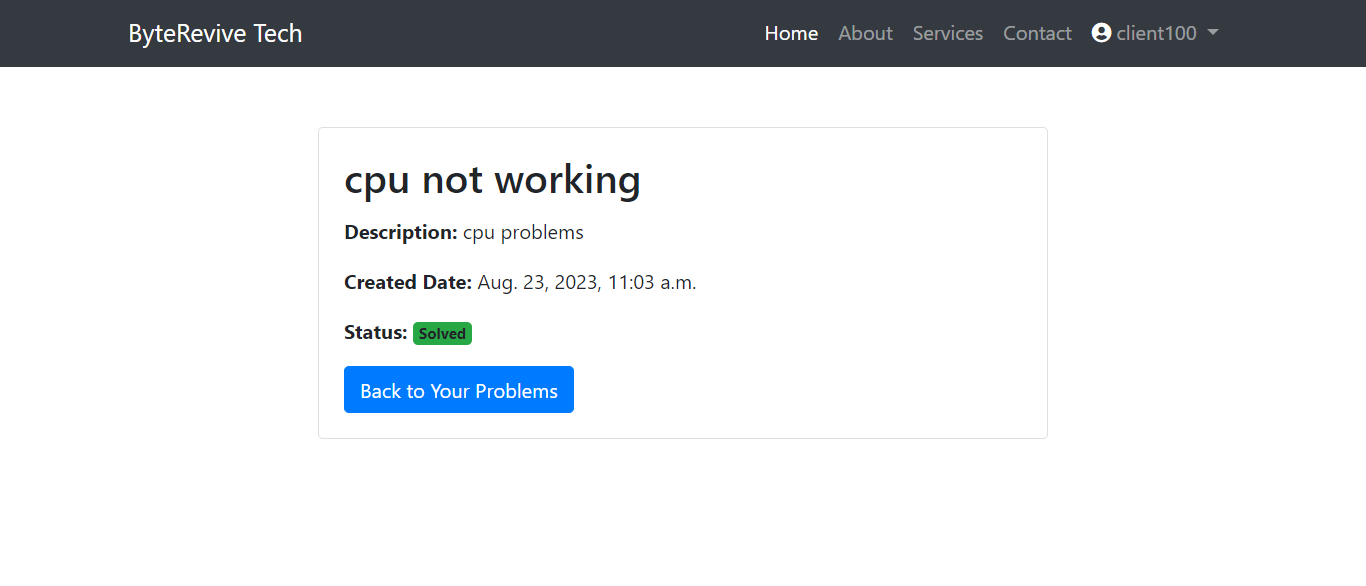 ByteRevive Tech Home About Services Contact client100
cpu not working
Description: cpu problems
Created Date: Aug. 23, 2023, 11:03 a.m.
Status: Solved
Back to Your Problems